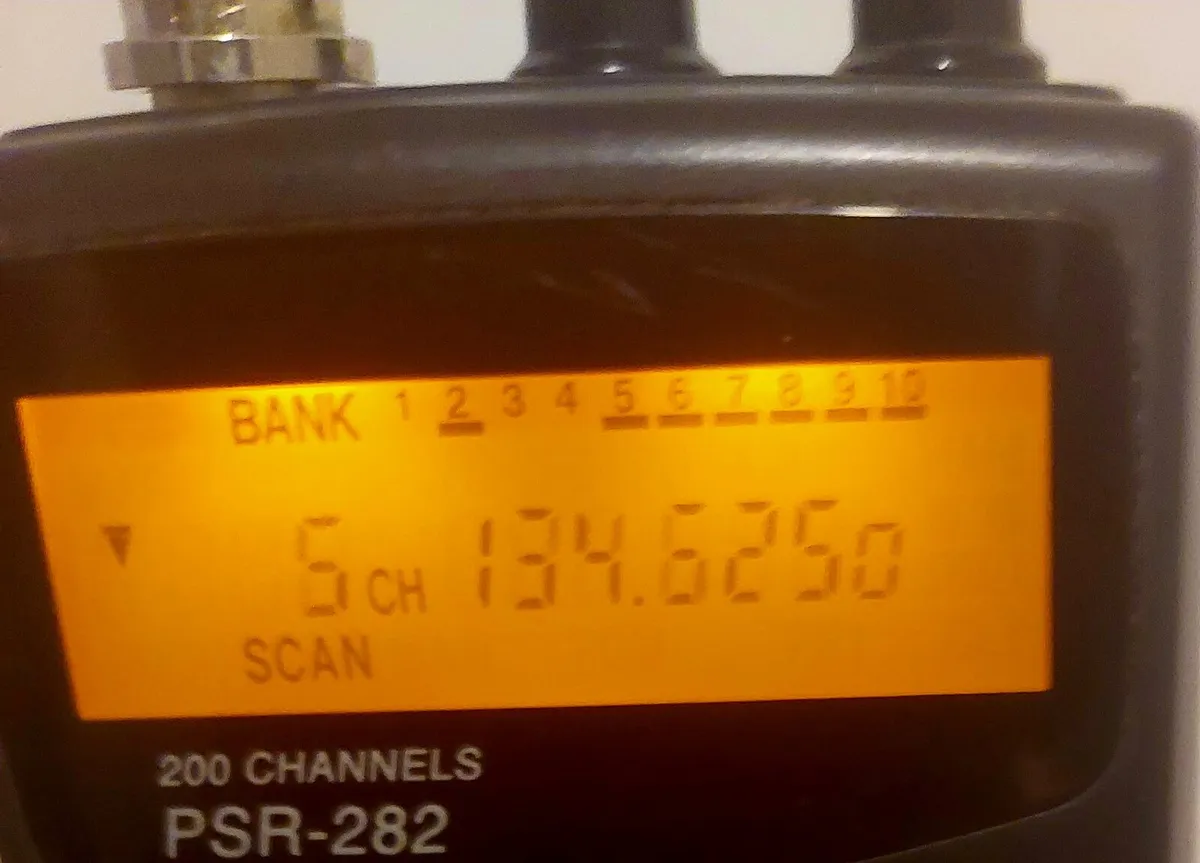 BANK 1 2 3 4 5 6 7 8 9 10
5 CH 134.6250
SCAN
200 CHANNELS
PSR-282